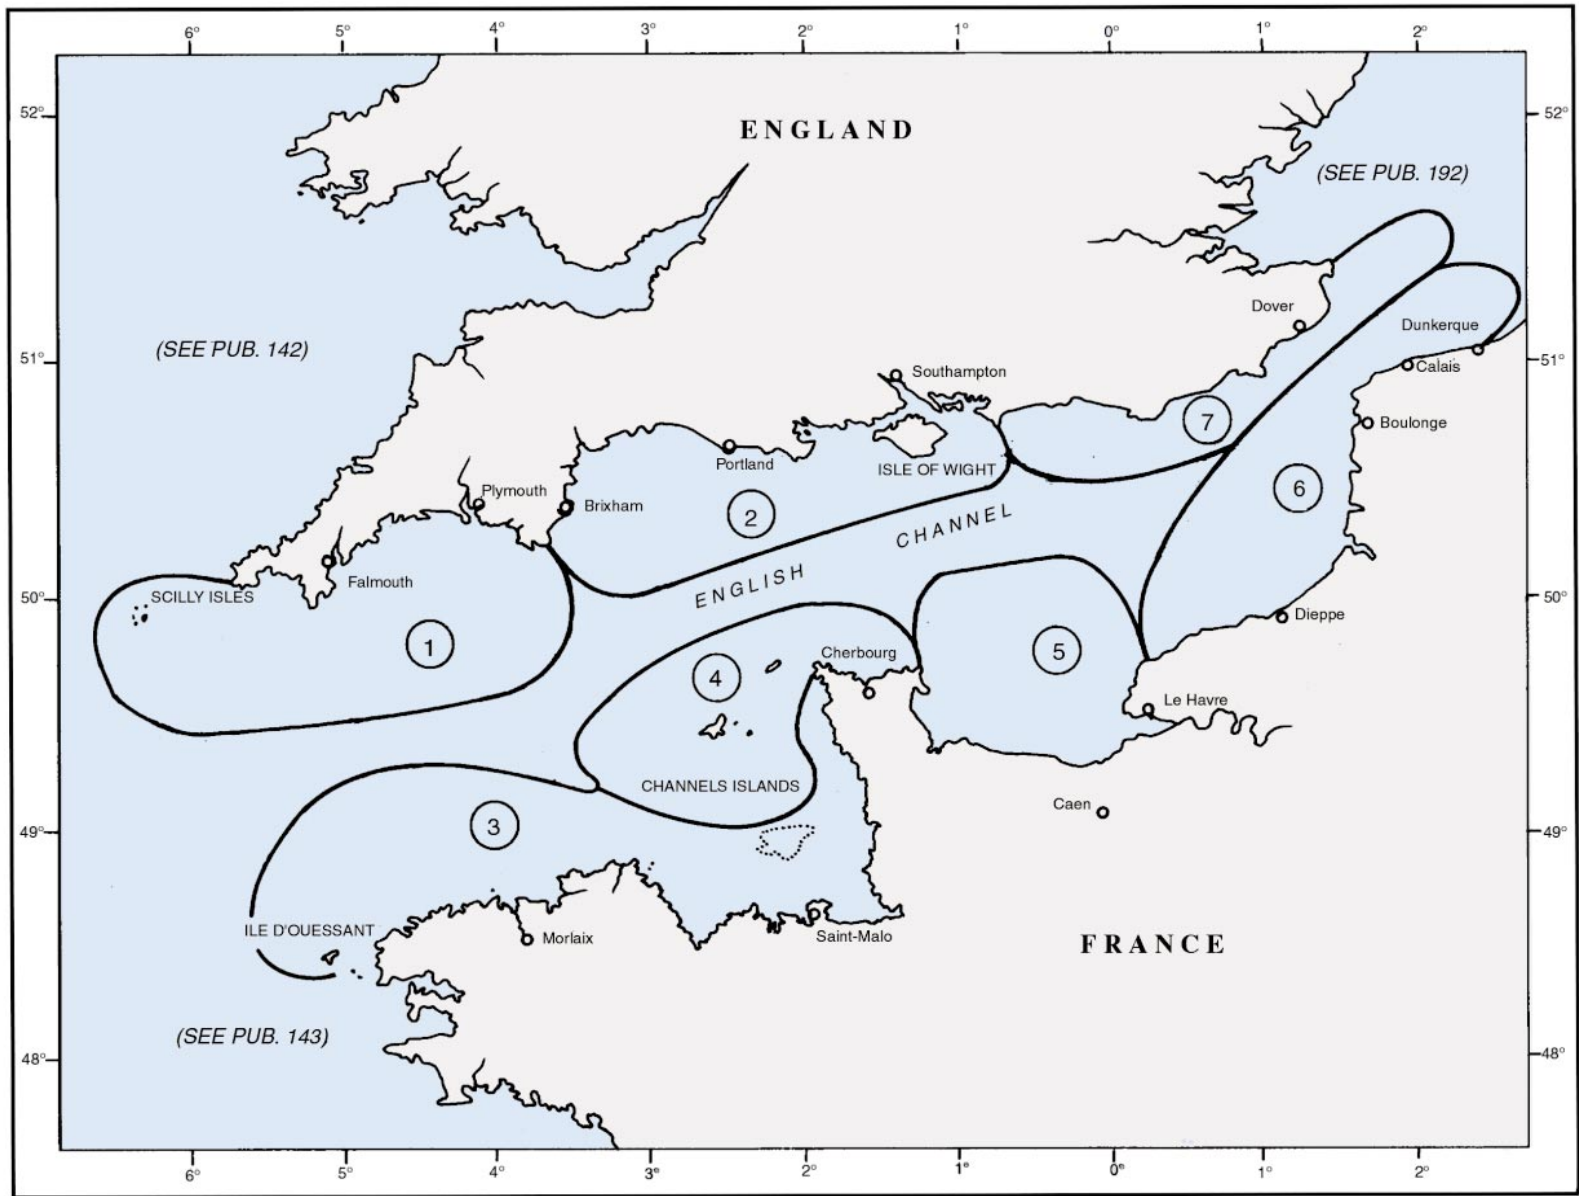 6° 5° 4° 3° 2° 1° 0° 1° 2°
52° 52°
ENGLAND
(SEE PUB. 192)
Dover
Dunkerque
(SEE PUB. 142)
51° 51°
Calais
Southampton
7
Boulonge
Portland
ISLE OF WIGHT
Plymouth
Brixham
2
6
ENGLISH CHANNEL
Falmouth
SCILLY ISLES
50° 50°
Dieppe
1
Cherbourg
5
4
Le Havre
CHANNELS ISLANDS
Caen
3
49° 49°
ILE D'OUESSANT
Morlaix
Saint-Malo
FRANCE
(SEE PUB. 143)
48° 48°
6° 5° 4° 3° 2° 1° 0° 1° 2°